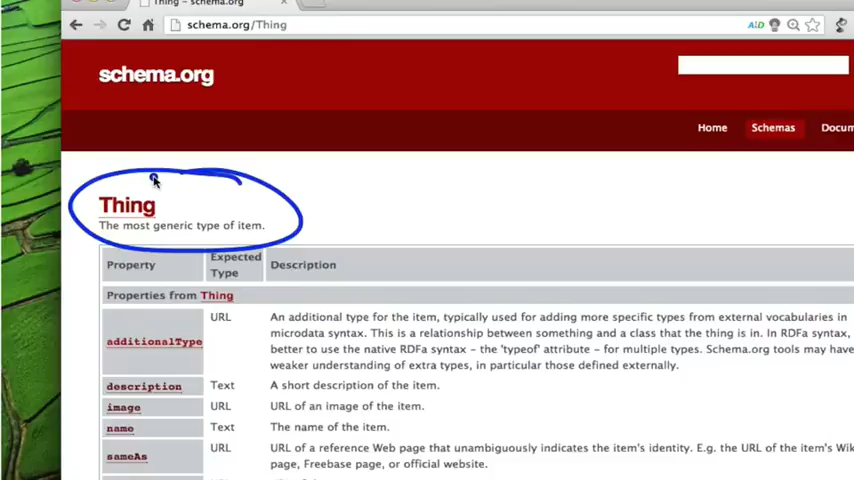 Thing - schema.org
schema.org/Thing
schema.org
Home Schemas Docum
Thing
The most generic type of item.
Property Expected Type Description
Properties from Thing
additionalType URL An additional type for the item, typically used for adding more specific types from external vocabularies in
microdata syntax. This is a relationship between something and a class that the thing is in. In RDFa syntax,
better to use the native RDFa syntax - the 'typeof' attribute - for multiple types. Schema.org tools may have
weaker understanding of extra types, in particular those defined externally.
description Text A short description of the item.
image URL URL of an image of the item.
name Text The name of the item.
sameAs URL URL of a reference Web page that unambiguously indicates the item's identity. E.g. the URL of the item's Wik
page, Freebase page, or official website.